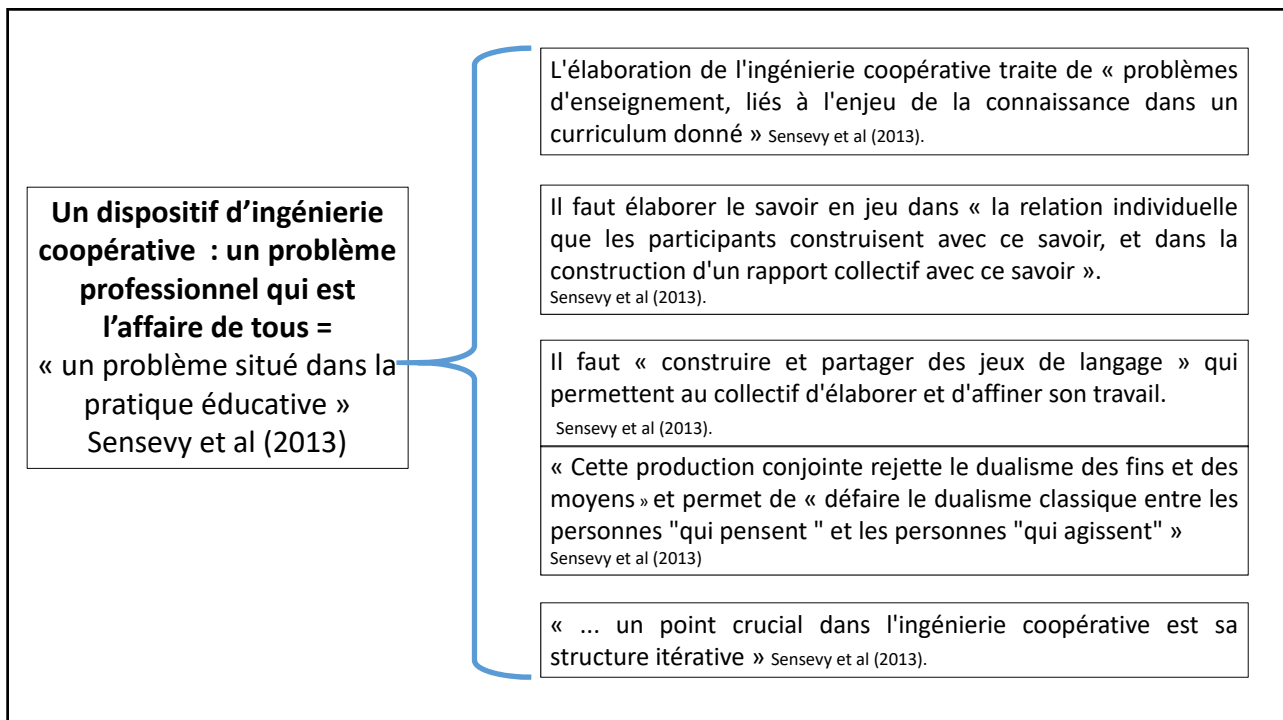 Un dispositif d’ingénierie
coopérative : un problème
professionnel qui est
l’affaire de tous =
« un problème situé dans la
pratique éducative »
Sensevy et al (2013)
L'élaboration de l'ingénierie coopérative traite de « problèmes
d'enseignement, liés à l'enjeu de la connaissance dans un
curriculum donné » Sensevy et al (2013).
Il faut élaborer le savoir en jeu dans « la relation individuelle
que les participants construisent avec ce savoir, et dans la
construction d'un rapport collectif avec ce savoir ».
Sensevy et al (2013).
Il faut « construire et partager des jeux de langage » qui
permettent au collectif d'élaborer et d'affiner son travail.
Sensevy et al (2013).
« Cette production conjointe rejette le dualisme des fins et des
moyens » et permet de « défaire le dualisme classique entre les
personnes "qui pensent " et les personnes "qui agissent" »
Sensevy et al (2013)
« ... un point crucial dans l'ingénierie coopérative est sa
structure itérative » Sensevy et al (2013).